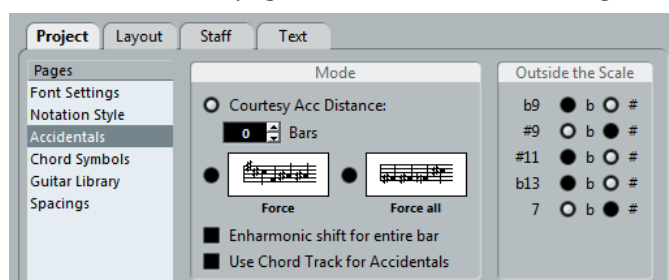 Project Layout Staff Text
Pages
Font Settings
Notation Style
Accidentals
Chord Symbols
Guitar Library
Spacings
Mode
Courtesy Acc Distance:
0 Bars
Force Force all
Enharmonic shift for entire bar
Use Chord Track for Accidentals
Outside the Scale
b9 b #
#9 b #
#11 b #
b13 b #
7 b #